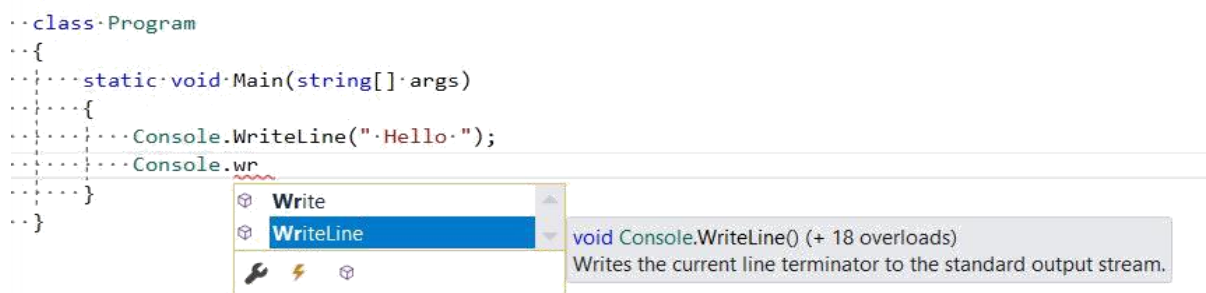 class Program
{
static void Main(string[] args)
{
Console.WriteLine(" Hello ");
Console.wr
}
}
Write
WriteLine
void Console.WriteLine() (+ 18 overloads)
Writes the current line terminator to the standard output stream.